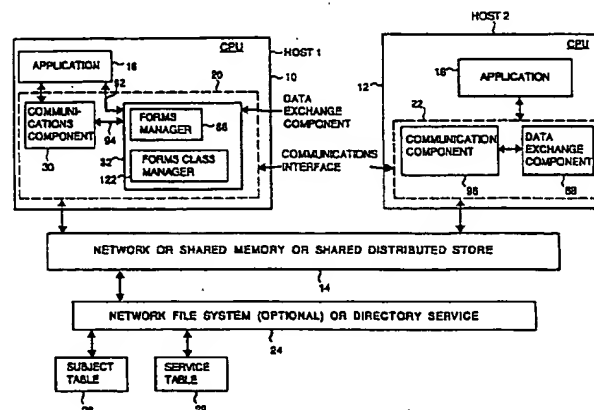 HOST 2
CPU
HOST 1
CPU
APPLICATION
16
20
10
12
APPLICATION
COMMUNI-
CATIONS
COMPONENT
30
94
FORMS
MANAGER
FORMS CLASS
MANAGER
122
DATA
EXCHANGE
COMPONENT
COMMUNICATIONS
INTERFACE
22
COMMUNICATION
COMPONENT
DATA
EXCHANGE
COMPONENT
NETWORK OR SHARED MEMORY OR SHARED DISTRIBUTED STORE
14
NETWORK FILE SYSTEM (OPTIONAL) OR DIRECTORY SERVICE
24
SUBJECT
TABLE
SERVICE
TABLE